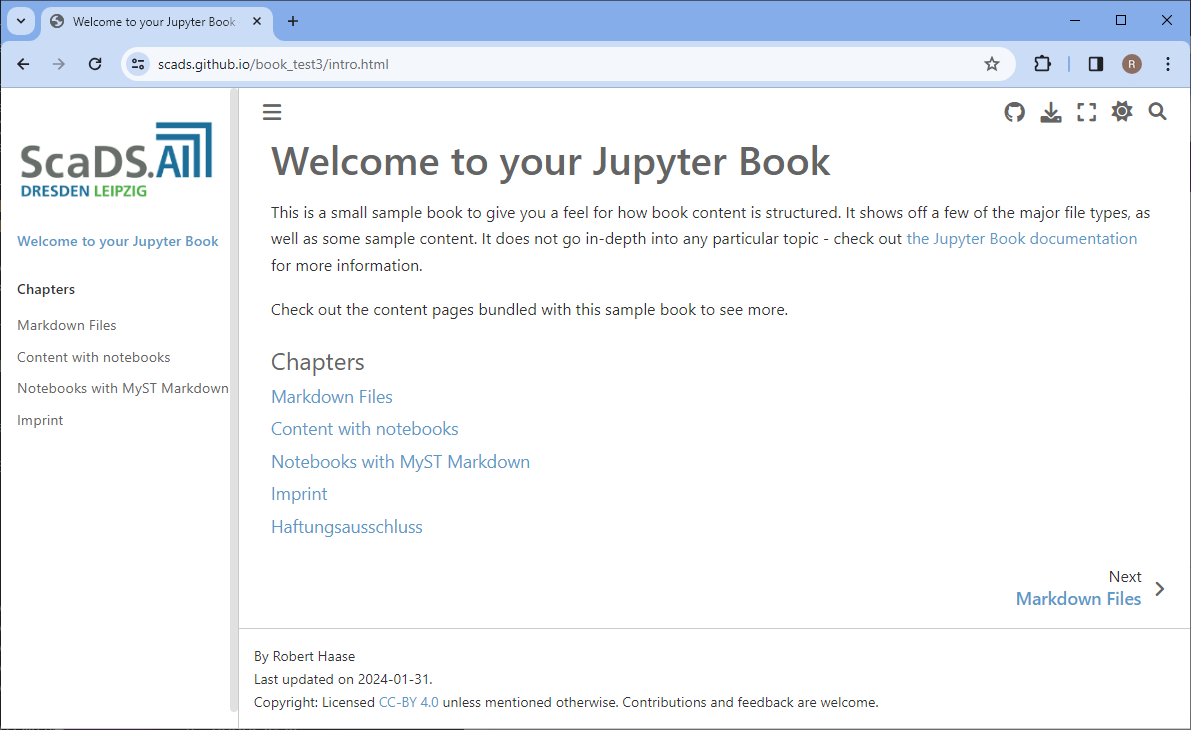 Welcome to your Jupyter Book
scads.github.io/book_test3/intro.html
R
ScaDS.AI
DRESDEN LEIPZIG
Welcome to your Jupyter Book
Chapters
Markdown Files
Content with notebooks
Notebooks with MyST Markdown
Imprint
Welcome to your Jupyter Book
This is a small sample book to give you a feel for how book content is structured. It shows off a few of the major file types, as
well as some sample content. It does not go in-depth into any particular topic - check out the Jupyter Book documentation
for more information.
Check out the content pages bundled with this sample book to see more.
Chapters
Markdown Files
Content with notebooks
Notebooks with MyST Markdown
Imprint
Haftungsausschluss
Next
Markdown Files
By Robert Haase
Last updated on 2024-01-31.
Copyright: Licensed CC-BY 4.0 unless mentioned otherwise. Contributions and feedback are welcome.